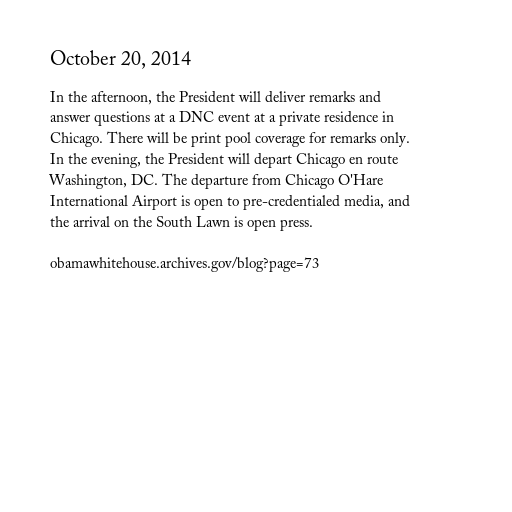 October 20, 2014
In the afternoon, the President will deliver remarks and
answer questions at a DNC event at a private residence in
Chicago. There will be print pool coverage for remarks only.
In the evening, the President will depart Chicago en route
Washington, DC. The departure from Chicago O'Hare
International Airport is open to pre-credentialed media, and
the arrival on the South Lawn is open press.
obamawhitehouse.archives.gov/blog?page=73